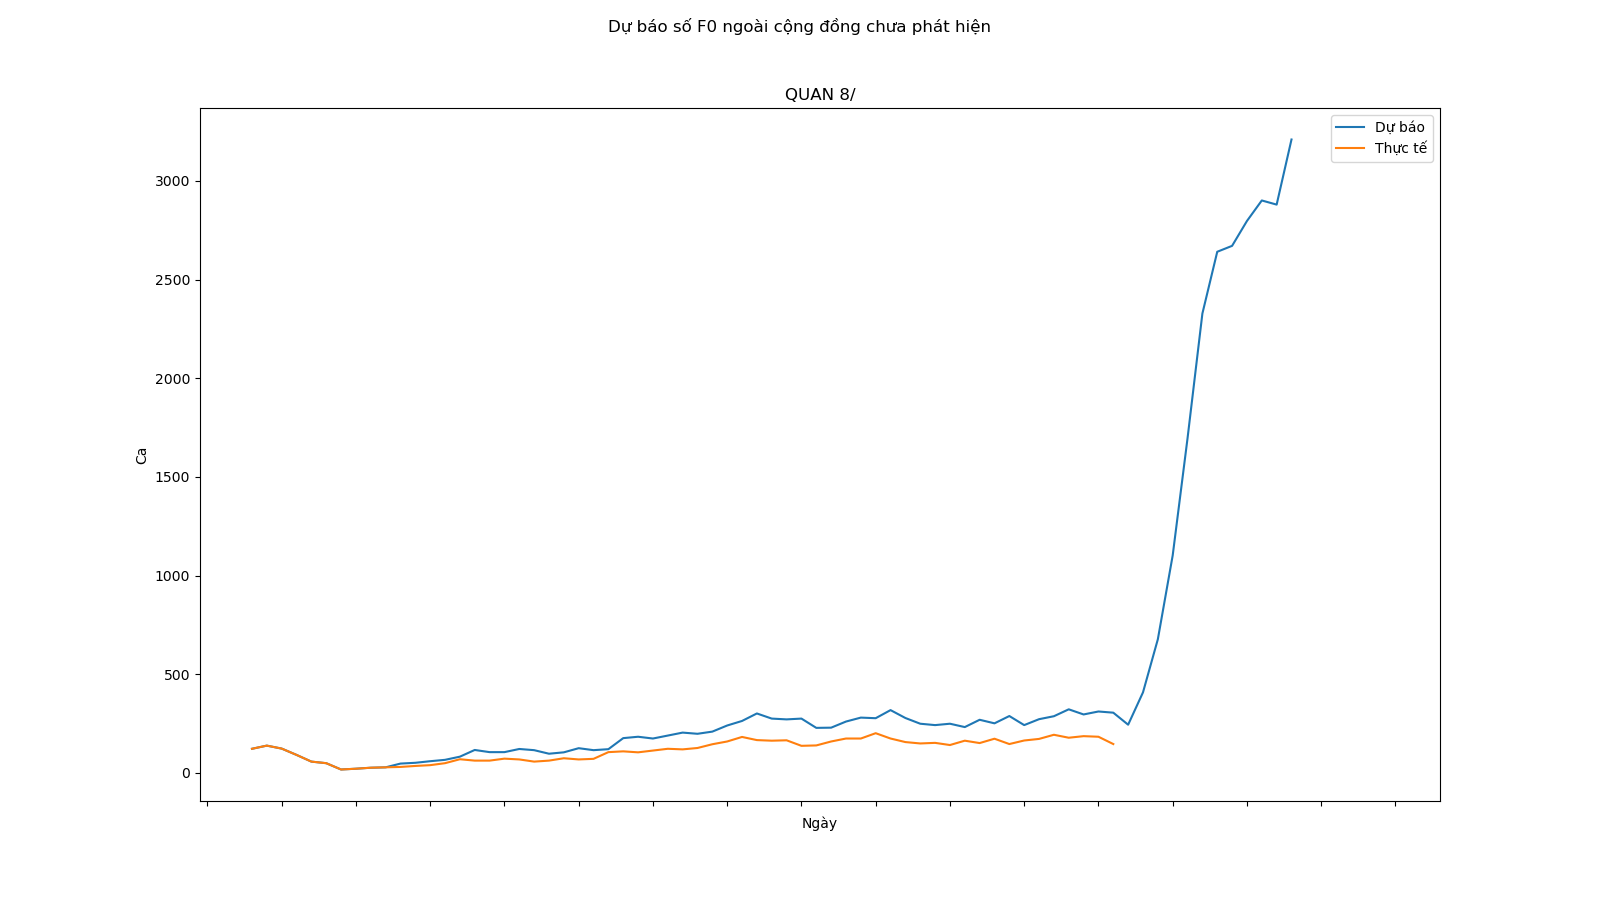 Dự báo số F0 ngoài cộng đồng chưa phát hiện
QUAN 8/
Dự báo
Thực tế
3000
2500
2000
1500
1000
500
0
Ca
Ngày